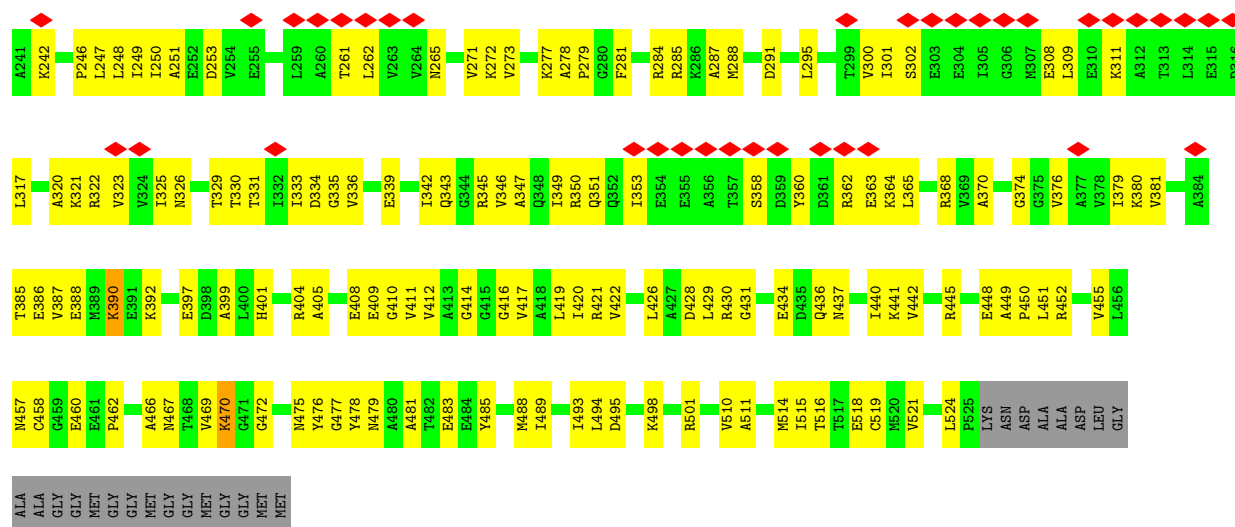 A241 K242 P246 L247 L248 I249 I250 A251 E252 D253 V254 E255 L259 A260 T261 L262 V263 V264 N265 V271 K272 V273 K277 A278 P279 G280 F281 R284 R285 K286 A287 M288 D291 L295 T299 V300 I301 S302 E303 E304 I305 G306 M307 E308 L309 E310 K311 A312 T313 L314 E315
L317 A320 K321 R322 V323 V324 I325 N326 T329 T330 T331 I332 I333 D334 G335 V336 E339 I342 Q343 G344 R345 V346 A347 Q348 I349 R350 Q351 Q352 I353 E354 E355 A356 T357 S358 D359 Y360 D361 R362 E363 K364 L365 R368 V369 A370 G374 G375 V376 A377 V378 I379 K380 V381 A384
T385 E386 V387 E388 M389 K390 E391 K392 E397 D398 A399 L400 H401 R404 A405 E408 E409 G410 V411 V412 A413 G414 G415 G416 V417 A418 L419 I420 R421 V422 L426 A427 D428 L429 R430 G431 E434 D435 Q436 N437 I440 K441 V442 R445 E448 A449 P450 L451 R452 V455 L456
N457 C458 G459 E460 E461 P462 A466 N467 T468 V469 K470 G471 G472 N475 Y476 G477 Y478 N479 A480 A481 T482 E483 E484 Y485 M488 I489 I493 L494 D495 K498 R501 V510 A511 M514 I515 T516 T517 E518 C519 M520 V521 L524 P525 LYS ASN ASP ALA ALA ASP LEU GLY
ALA ALA GLY GLY MET GLY GLY MET GLY GLY MET GLY GLY MET MET